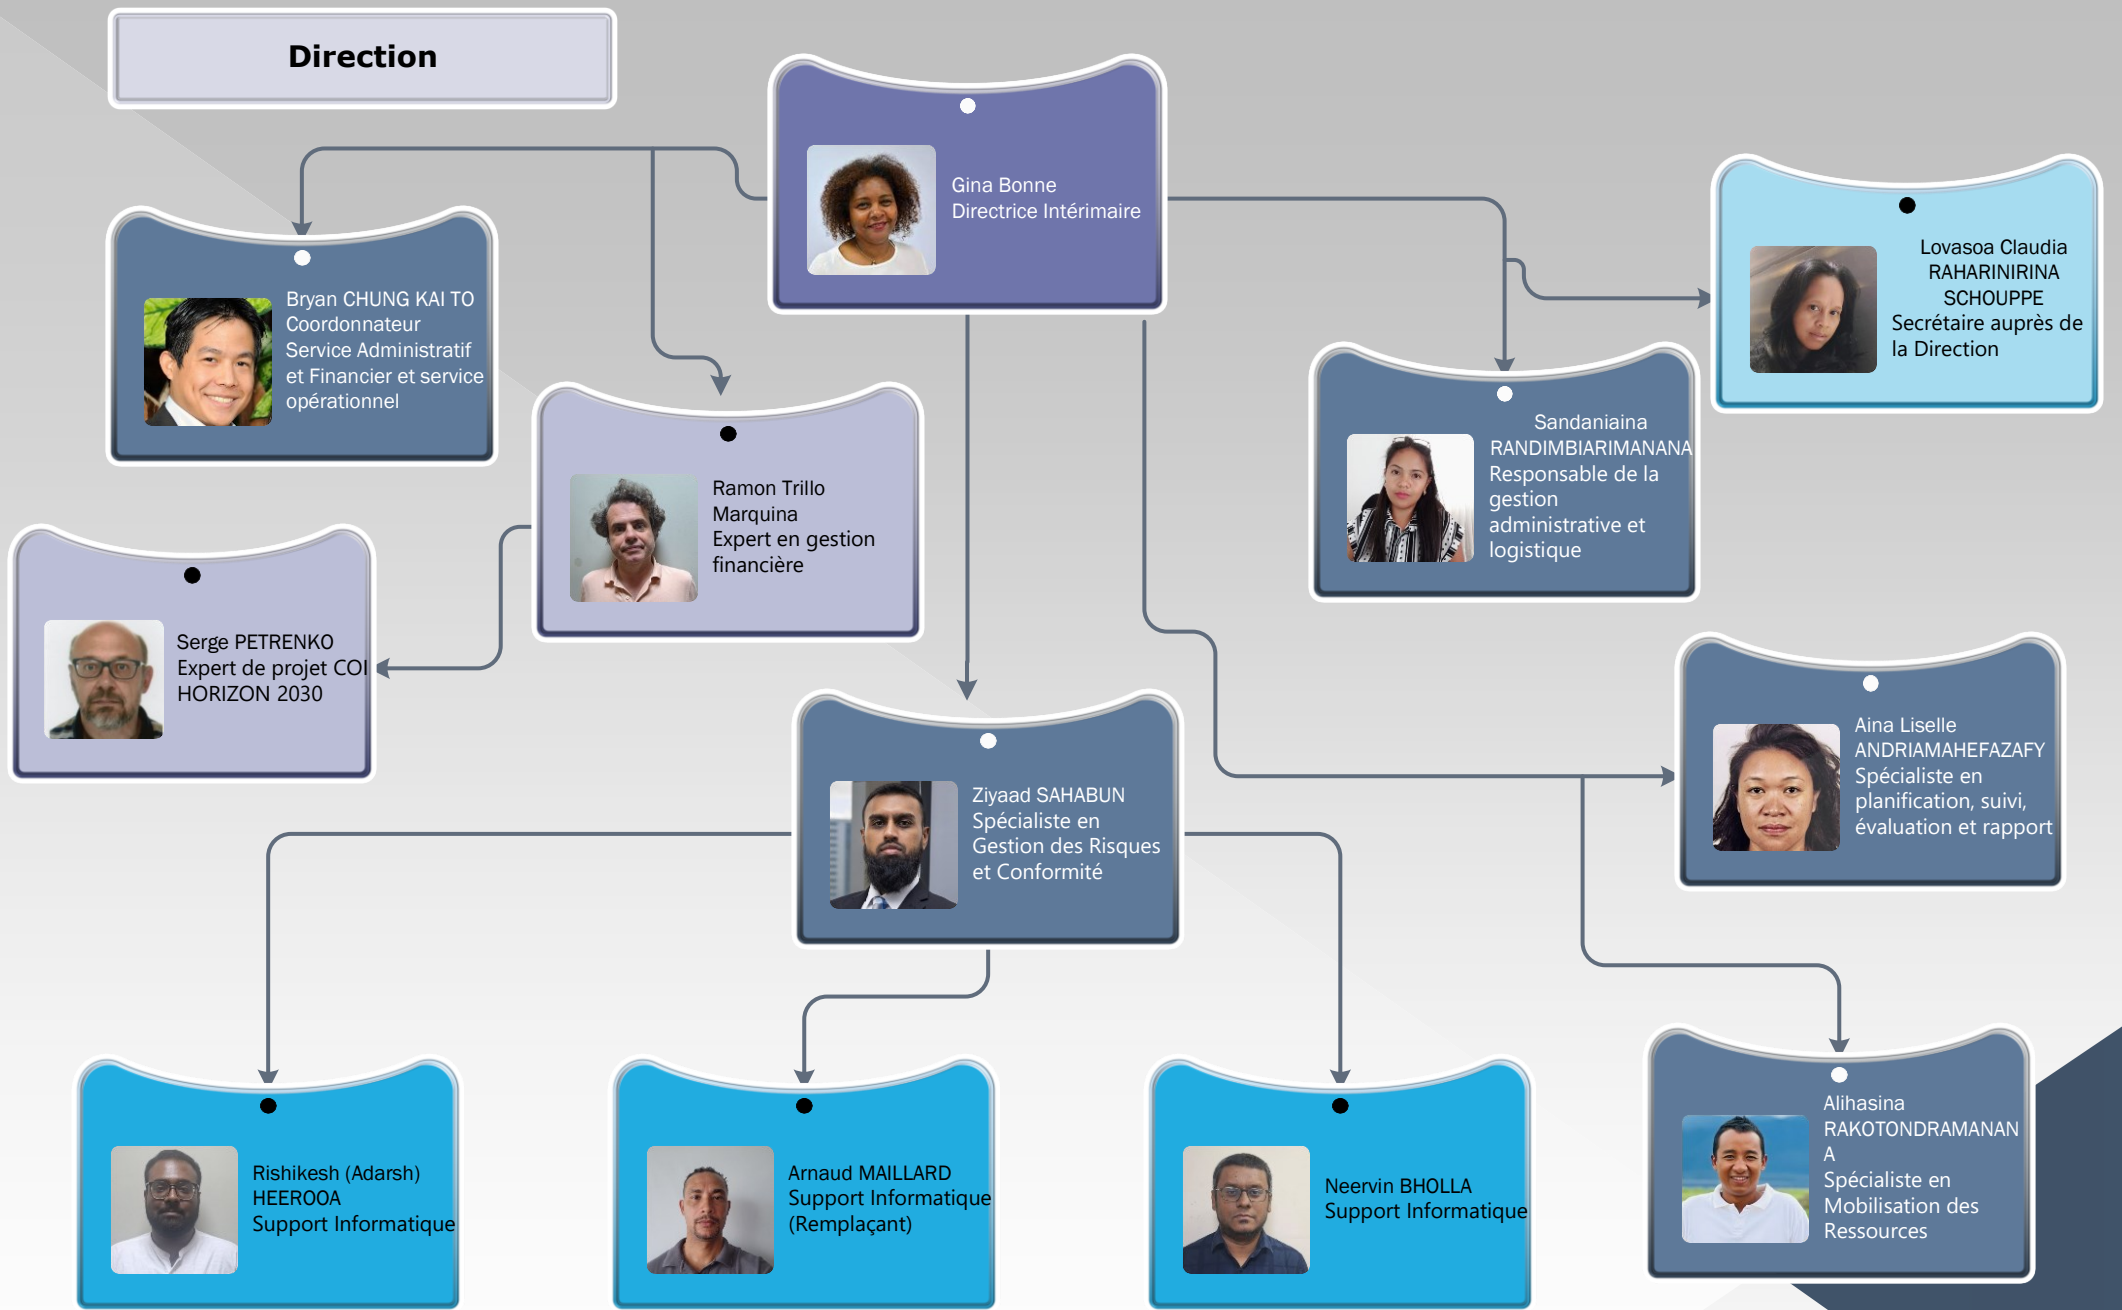 Direction
Gina Bonne
Directrice Intérimaire
Bryan CHUNG KAI TO
Coordonnateur
Service Administratif
et Financier et service
opérationnel
Lovasoa Claudia
RAHARINIRINA
SCHOUPPE
Secrétaire auprès de
la Direction
Ramon Trillo
Marquina
Expert en gestion
financière
Sandaniaina
RANDIMBIARIMANANA
Responsable de la
gestion
administrative et
logistique
Serge PETRENKO
Expert de projet COI
HORIZON 2030
Ziyaad SAHABUN
Spécialiste en
Gestion des Risques
et Conformité
Aina Liselle
ANDRIAMAHEFAZAFY
Spécialiste en
planification, suivi,
évaluation et rapport
Rishikesh (Adarsh)
HEEROOA
Support Informatique
Arnaud MAILLARD
Support Informatique
(Remplaçant)
Neervin BHOLLA
Support Informatique
Alihasina
RAKOTONDRAMANAN
A
Spécialiste en
Mobilisation des
Ressources